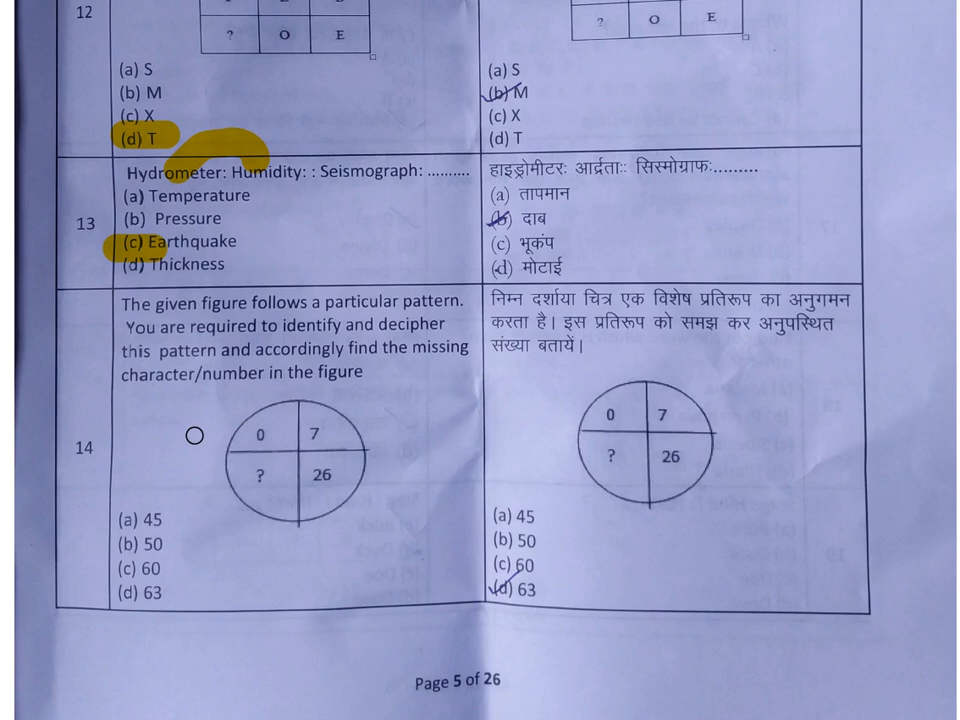 12
? O E
? O E
(a) S
(b) M
(c) X
(d) T
(a) S
(b) M
(c) X
(d) T
13
Hydrometer: Humidity: : Seismograph: ..........
(a) Temperature
(b) Pressure
(c) Earthquake
(d) Thickness
हाइड्रोमीटरः आर्द्रताः: सिस्मोग्राफः..........
(a) तापमान
(b) दाब
(c) भूकंप
(d) मोटाई
14
The given figure follows a particular pattern.
You are required to identify and decipher
this pattern and accordingly find the missing
character/number in the figure
0 7
? 26
(a) 45
(b) 50
(c) 60
(d) 63
निम्न दर्शाया चित्र एक विशेष प्रतिरूप का अनुगमन
करता है। इस प्रतिरूप को समझ कर अनुपस्थित
संख्या बतायें।
0 7
? 26
(a) 45
(b) 50
(c) 60
(d) 63
Page 5 of 26